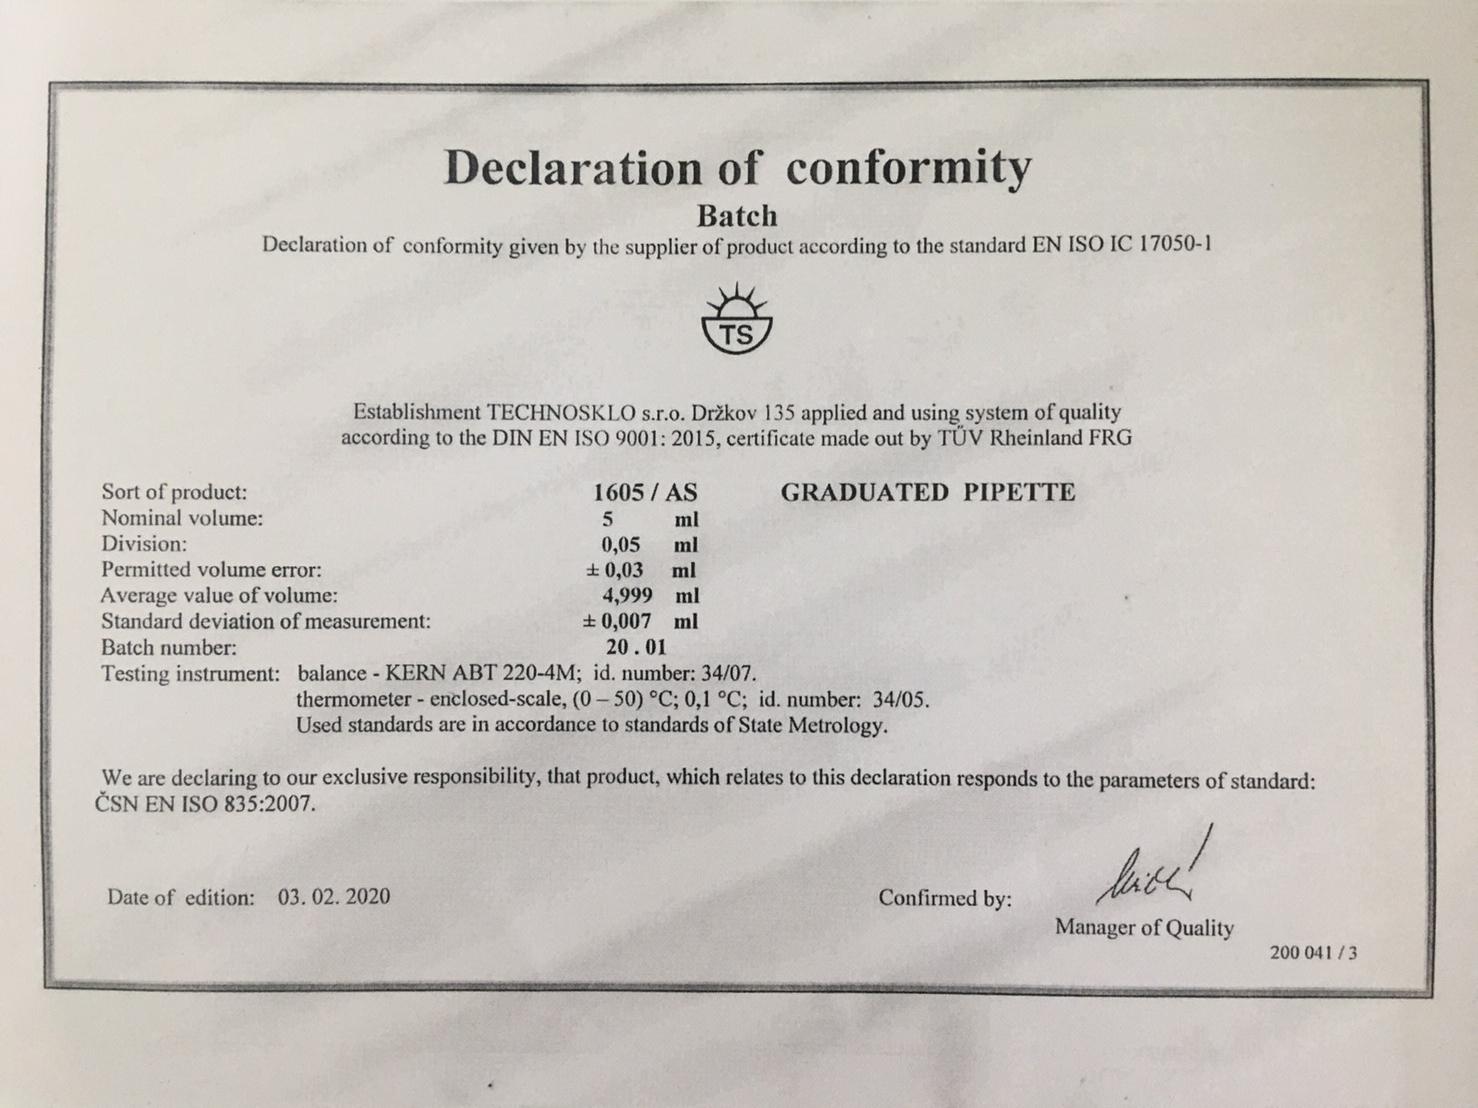 Declaration of conformity
Batch
Declaration of conformity given by the supplier of product according to the standard EN ISO IC 17050-1
TS
Establishment TECHNOSKLO s.r.o. Držkov 135 applied and using system of quality
according to the DIN EN ISO 9001: 2015, certificate made out by TÜV Rheinland FRG
Sort of product: 1605 / AS GRADUATED PIPETTE
Nominal volume: 5 ml
Division: 0,05 ml
Permitted volume error: ± 0,03 ml
Average value of volume: 4,999 ml
Standard deviation of measurement: ± 0,007 ml
Batch number: 20 . 01
Testing instrument: balance - KERN ABT 220-4M; id. number: 34/07.
thermometer - enclosed-scale, (0 – 50) °C; 0,1 °C; id. number: 34/05.
Used standards are in accordance to standards of State Metrology.
We are declaring to our exclusive responsibility, that product, which relates to this declaration responds to the parameters of standard:
ČSN EN ISO 835:2007.
Date of edition: 03. 02. 2020 Confirmed by:
Manager of Quality
200 041 / 3